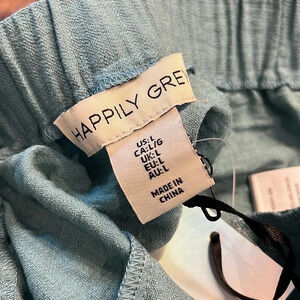 HAPPILY GRE
US:L
CA:L/G
UK:L
EU:L
AU:L
MADE IN
CHINA